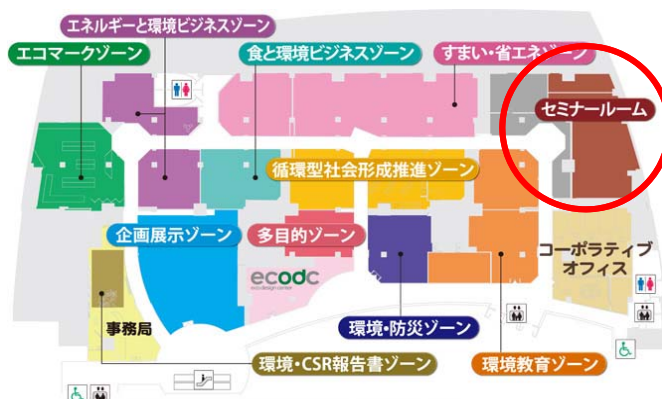 エネルギーと環境ビジネスゾーン
エコマークゾーン
食と環境ビジネスゾーン
すまい・省エネゾーン
セミナールーム
循環型社会形成推進ゾーン
企画展示ゾーン
多目的ゾーン
コーポラティブ
オフィス
ecodc
eco design center
事務局
環境・防災ゾーン
環境・CSR報告書ゾーン
環境教育ゾーン